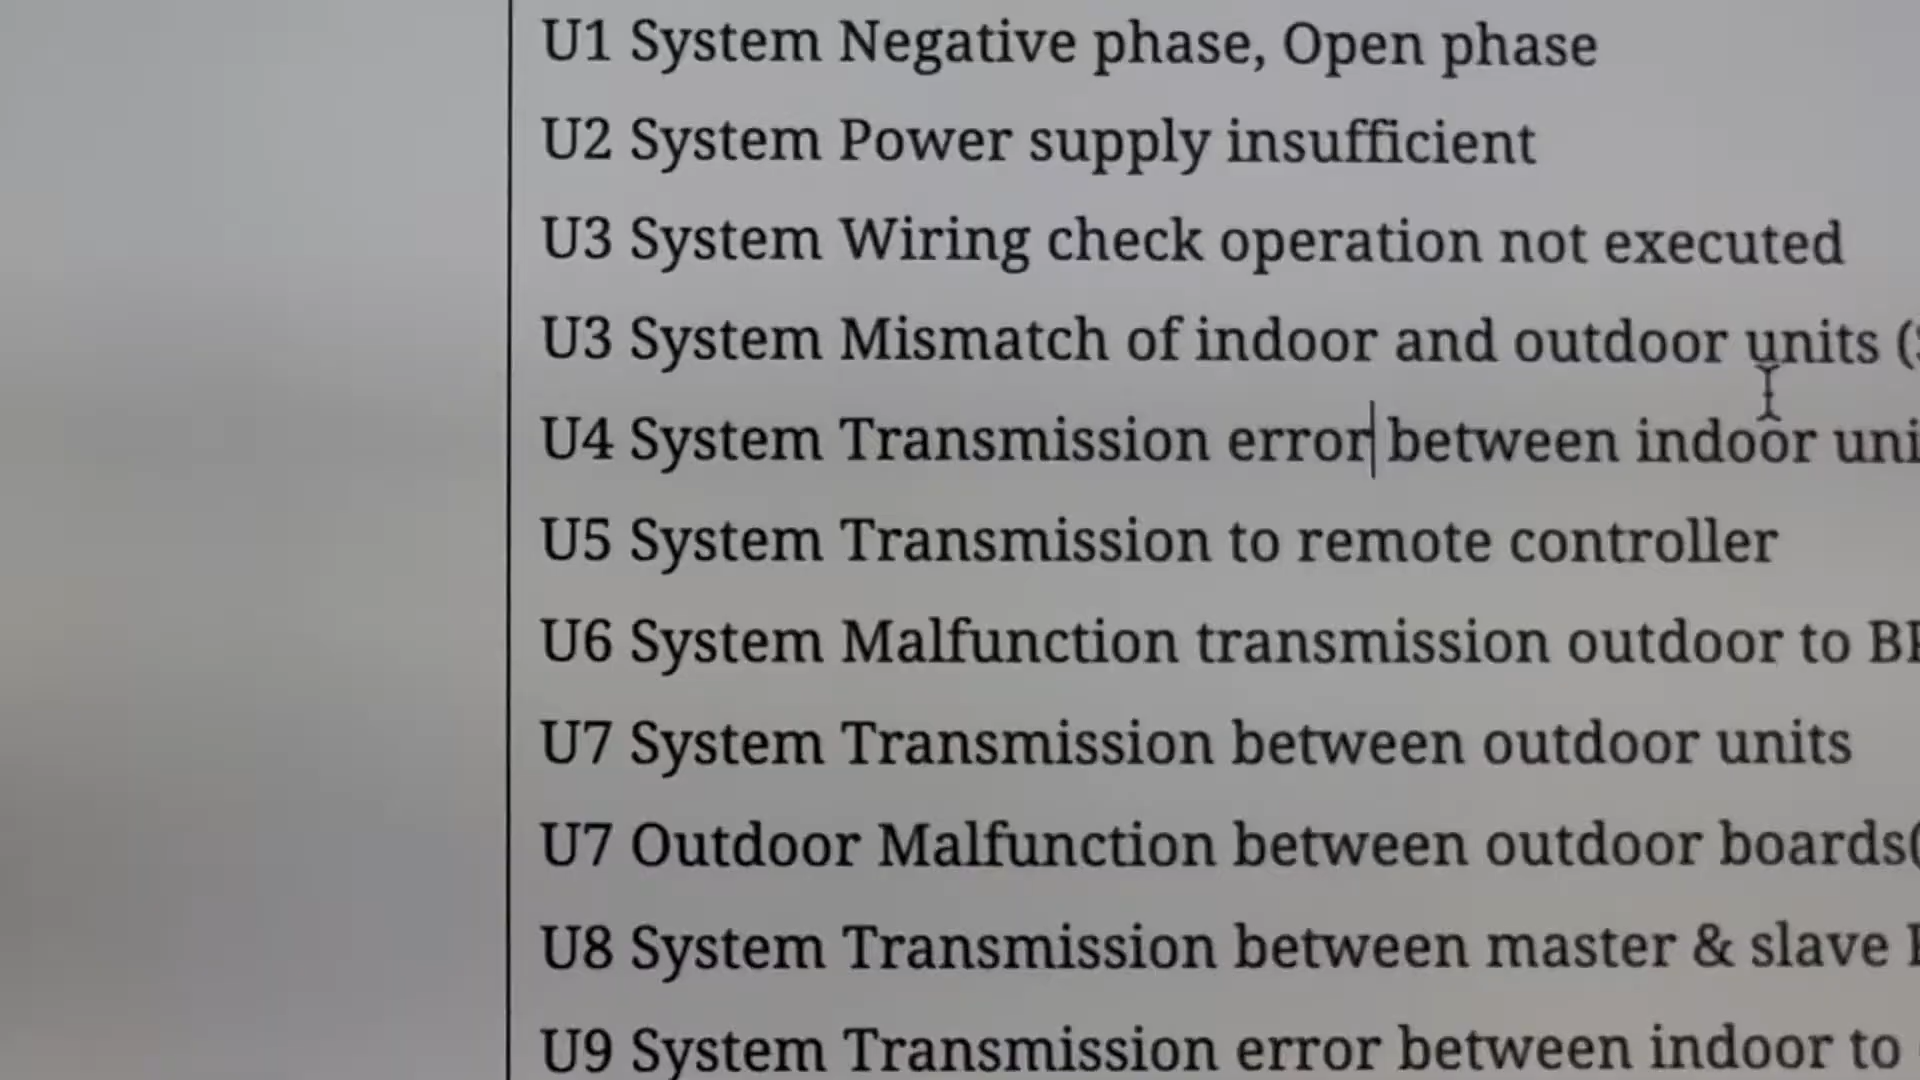 U1 System Negative phase, Open phase
U2 System Power supply insufficient
U3 System Wiring check operation not executed
U3 System Mismatch of indoor and outdoor units (
U4 System Transmission error between indoor uni
U5 System Transmission to remote controller
U6 System Malfunction transmission outdoor to
U7 System Transmission between outdoor units
U7 Outdoor Malfunction between outdoor boards(
U8 System Transmission between master & slave
U9 System Transmission error between indoor to